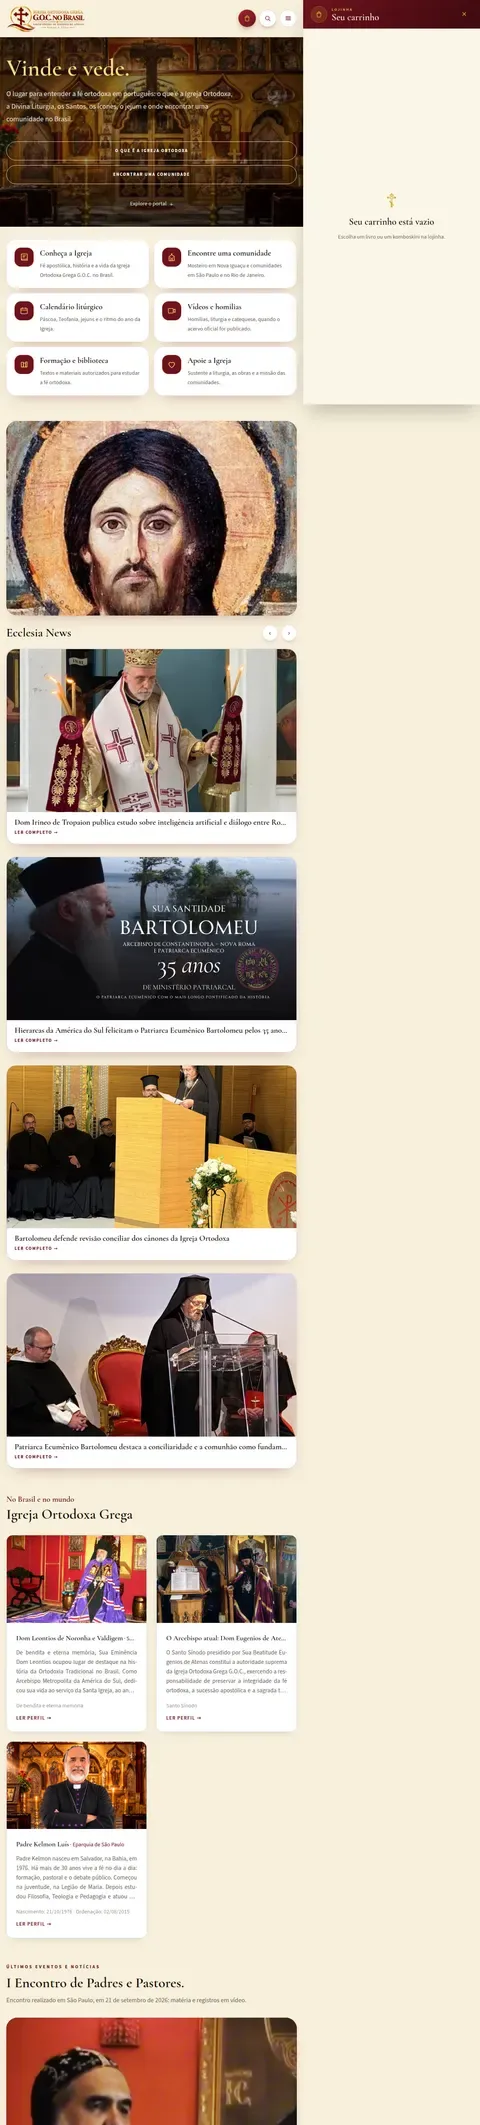 IGREJA ORTODOXA GREGA
G.O.C. NO BRASIL
LOJINHA
Seu carrinho
Vinde e vede.
O lugar para entender a fé ortodoxa em português: o que é a Igreja Ortodoxa,
a Divina Liturgia, os Santos, os ícones, o jejum e onde encontrar uma
comunidade no Brasil.
O QUE É A IGREJA ORTODOXA
ENCONTRAR UMA COMUNIDADE
Explore o portal ↓
Seu carrinho está vazio
Escolha um livro ou um komboskini na lojinha.
Conheça a Igreja
Fé apostólica, história e a vida da Igreja
Ortodoxa Grega G.O.C. no Brasil.
Encontre uma comunidade
Mosteiro em Nova Iguaçu e comunidades
em São Paulo e no Rio de Janeiro.
Calendário litúrgico
Páscoa, Teofania, jejuns e o ritmo do ano da
Igreja.
Vídeos e homilias
Homilias, liturgia e catequese, quando o
acervo oficial for publicado.
Formação e biblioteca
Textos e materiais autorizados para estudar
a fé ortodoxa.
Apoie a Igreja
Sustente a liturgia, as obras e a missão das
comunidades.
Ecclesia News
Dom Irineo de Tropaion publica estudo sobre inteligência artificial e diálogo entre Ro...
LER COMPLETO →
SUA SANTIDADE
BARTOLOMEU
ARCEBISPO DE CONSTANTINOPLA – NOVA ROMA
E PATRIARCA ECUMÊNICO
35 anos
DE MINISTÉRIO PATRIARCAL
O PATRIARCA ECUMÊNICO COM O MAIS LONGO PONTIFICADO DA HISTÓRIA
Hierarcas da América do Sul felicitam o Patriarca Ecumênico Bartolomeu pelos 35 ano...
LER COMPLETO →
Bartolomeu defende revisão conciliar dos cânones da Igreja Ortodoxa
LER COMPLETO →
Patriarca Ecumênico Bartolomeu destaca a conciliaridade e a comunhão como fundam...
LER COMPLETO →
No Brasil e no mundo
Igreja Ortodoxa Grega
Dom Leontios de Noronha e Valdigem · S...
De bendita e eterna memória, Sua Eminência
Dom Leontios ocupou lugar de destaque na his-
tória da Ortodoxia Tradicional no Brasil. Como
Arcebispo Metropolita da América do Sul, dedi-
cou sua vida ao serviço da Santa Igreja, ao an...
De bendita e eterna memória
LER PERFIL →
O Arcebispo atual: Dom Eugenios de Ate...
O Santo Sínodo presidido por Sua Beatitude Eu-
genios de Atenas constitui a autoridade suprema
da Igreja Ortodoxa Grega G.O.C., exercendo a res-
ponsabilidade de preservar a integridade da fé
ortodoxa, a sucessão apostólica e a sagrada t...
Santo Sínodo
LER PERFIL →
Padre Kelmon Luis · Eparquia de São Paulo
Padre Kelmon nasceu em Salvador, na Bahia, em
1976. Há mais de 30 anos vive a fé no dia a dia:
formação, pastoral e o debate público. Começou
na juventude, na Legião de Maria. Depois estu-
dou Filosofia, Teologia e Pedagogia e atuou ...
Nascimento: 21/10/1976 · Ordenação: 02/08/2015
LER PERFIL →
ÚLTIMOS EVENTOS E NOTÍCIAS
I Encontro de Padres e Pastores.
Encontro realizado em São Paulo, em 21 de setembro de 2026: matéria e registros em vídeo.